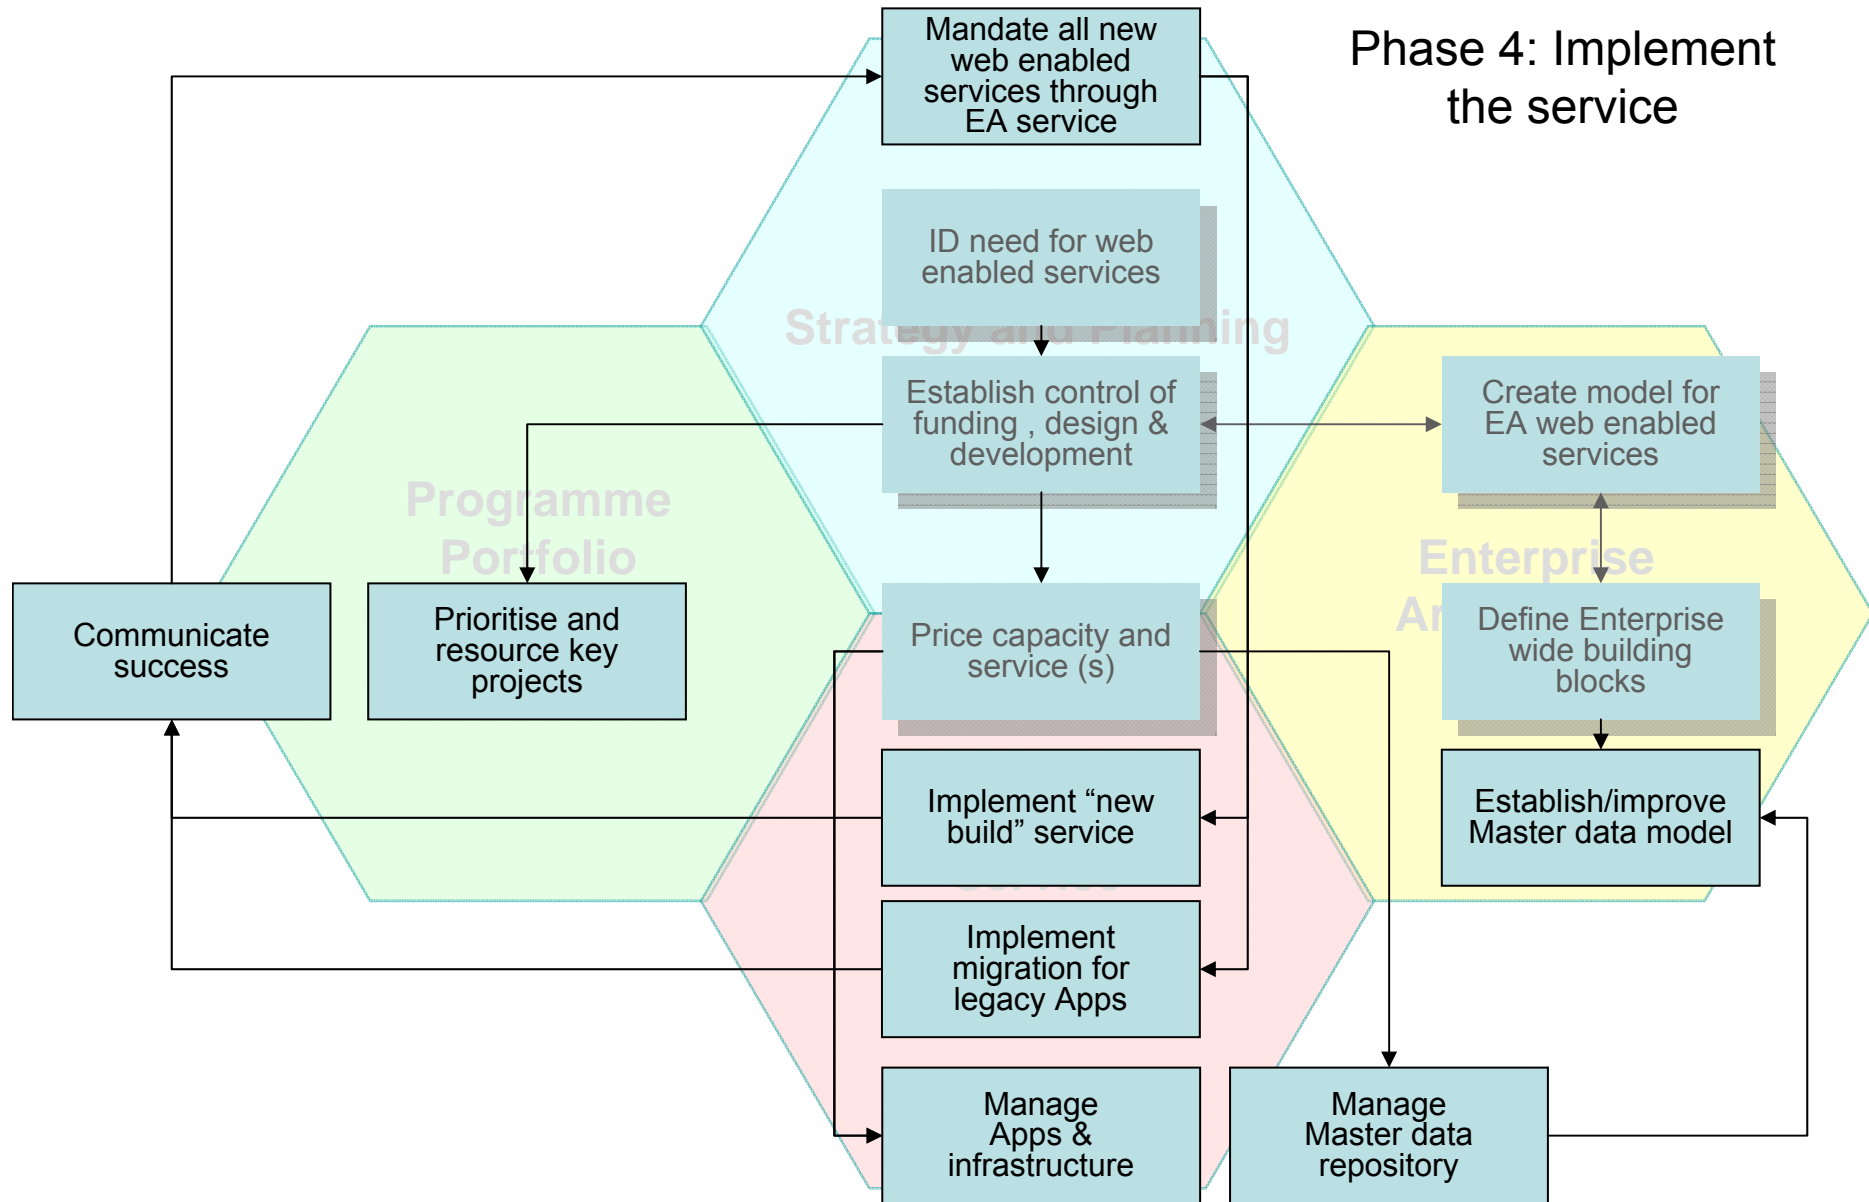 Phase 4: Implement
the service
Mandate all new
web enabled
services through
EA service
ID need for web
enabled services
Strategy and Planning
Establish control of
funding , design &
development
Create model for
EA web enabled
services
Programme
Portfolio
Enterprise
Communicate
success
Prioritise and
resource key
projects
Price capacity and
service (s)
Define Enterprise
wide building
blocks
Implement “new
build” service
Establish/improve
Master data model
Implement
migration for
legacy Apps
Manage
Apps &
infrastructure
Manage
Master data
repository